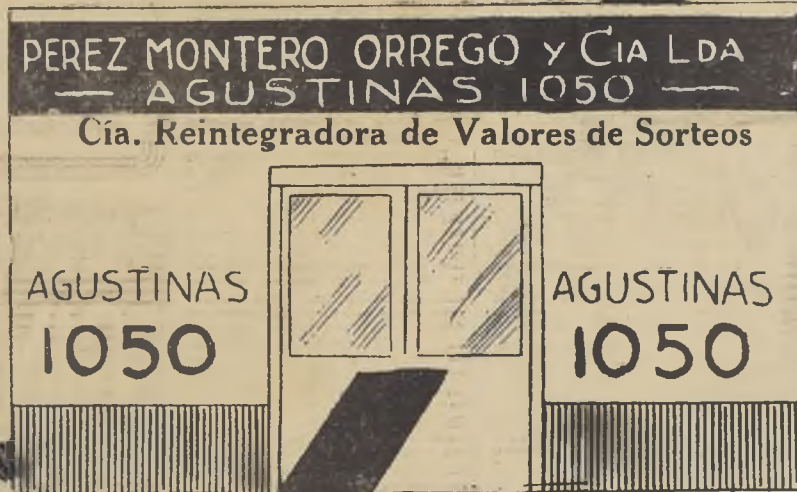 PEREZ MONTERO ORREGO Y CIA LDA
— AGUSTINAS 1050 —
Cía. Reintegradora de Valores de Sorteos
AGUSTINAS
1050
AGUSTINAS
1050